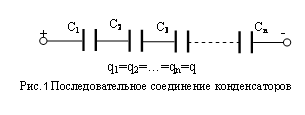 + C₁ C₂ C₃ Cₙ -
q₁=q₂=...=qₙ=q
Рис.1 Последовательное соединение конденсаторов